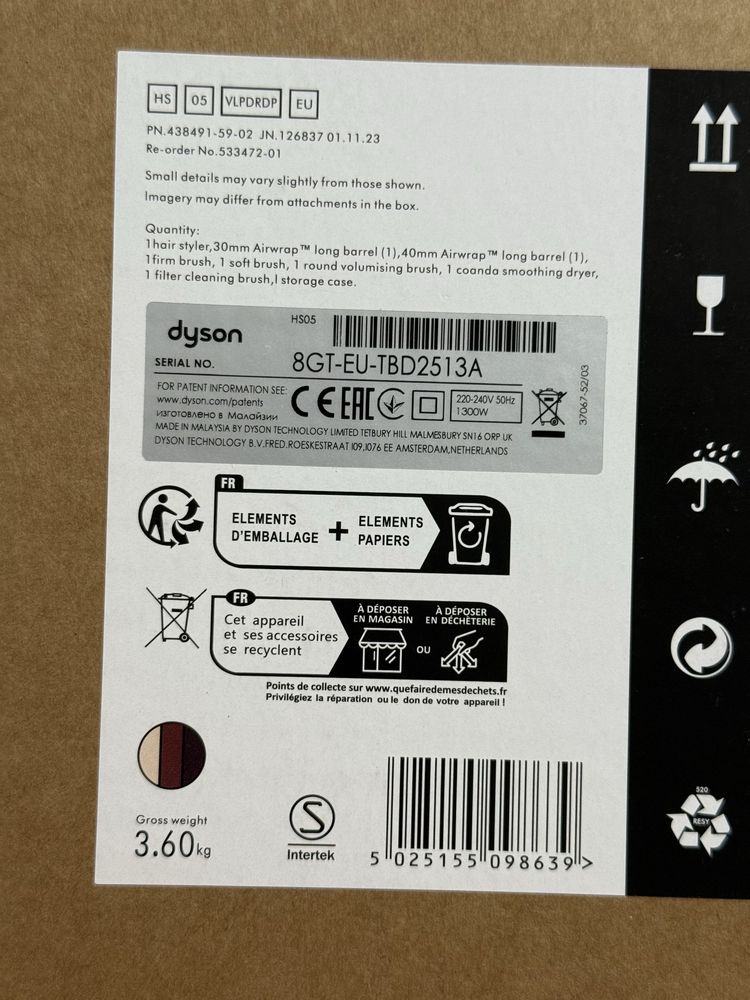 HS 05 VLPDRDP EU
PN.438491-59-02 JN.126837 01.11.23
Re-order No.533472-01
Small details may vary slightly from those shown.
Imagery may differ from attachments in the box.
Quantity:
1hair styler,30mm Airwrap™ long barrel (1),40mm Airwrap™ long barrel (1),
1firm brush, 1 soft brush, 1 round volumising brush, 1 coanda smoothing dryer,
1 filter cleaning brush,1 storage case.
dyson
HS05
SERIAL NO.
8GT-EU-TBD2513A
FOR PATENT INFORMATION SEE:
www.dyson.com/patents
изготовлено в Малайзии
CE EAC
220-240V 50Hz
1300W
MADE IN MALAYSIA BY DYSON TECHNOLOGY LIMITED TETBURY HILL MALMESBURY SN16 ORP UK
DYSON TECHNOLOGY B.V.FRED.ROESKESTRAAT 109,1076 EE AMSTERDAM,NETHERLANDS
37067-52/03
FR
ELEMENTS
D'EMBALLAGE
+
ELEMENTS
PAPIERS
FR
Cet appareil
et ses accessoires
se recyclent
À DÉPOSER
EN MAGASIN
OU
À DÉPOSER
EN DÉCHÈTERIE
Points de collecte sur www.quefairedemesdechets.fr
Privilégiez la réparation ou le don de votre appareil !
Gross weight
3.60kg
S
Intertek
5 025155 098639 >
520
RESY